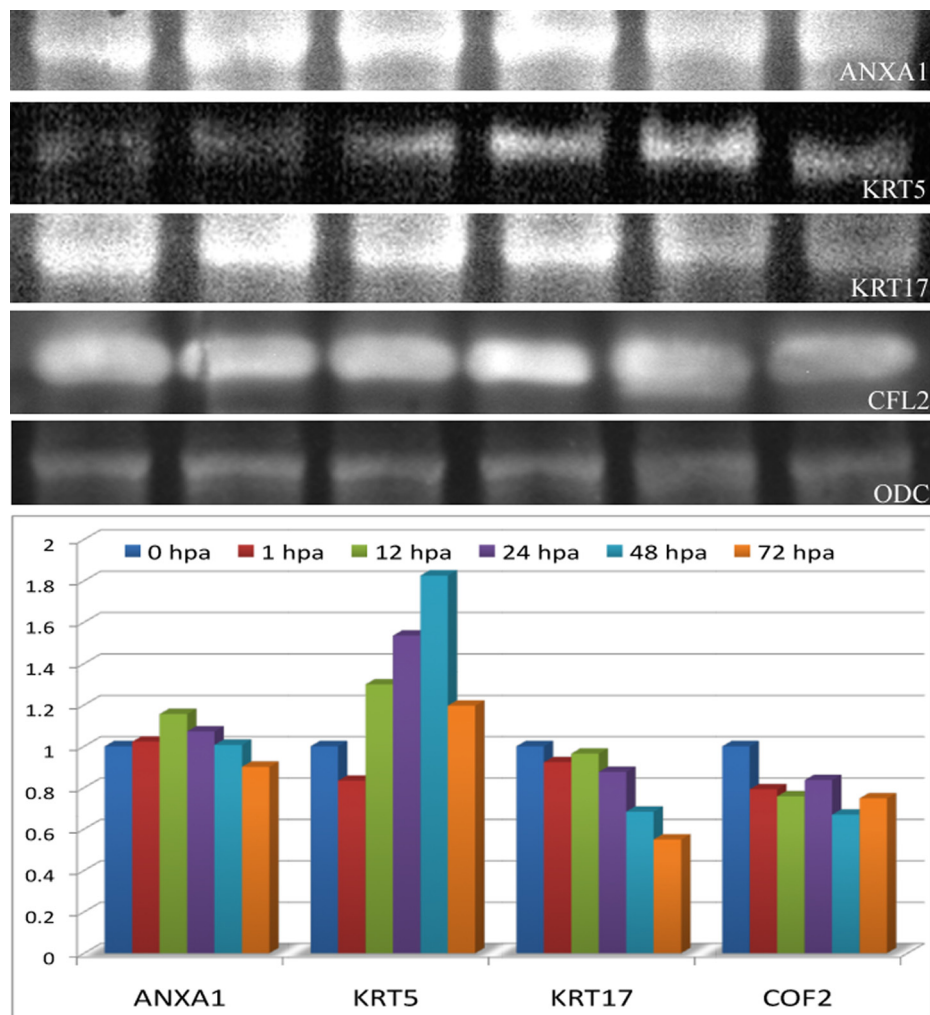 ANXA1
KRT5
KRT17
CFL2
ODC
0 hpa 1 hpa 12 hpa 24 hpa 48 hpa 72 hpa
2
1.8
1.6
1.4
1.2
1
0.8
0.6
0.4
0.2
0
ANXA1 KRT5 KRT17 COF2